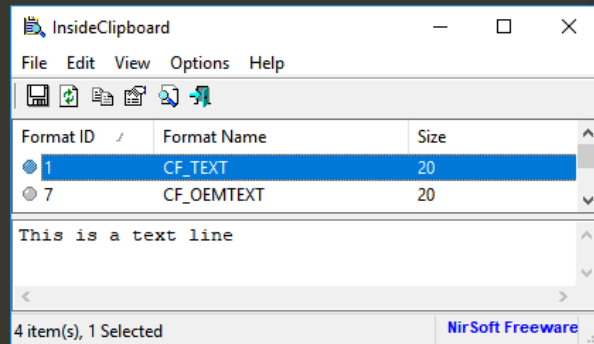 InsideClipboard
File Edit View Options Help
Format ID Format Name Size
1 CF_TEXT 20
7 CF_OEMTEXT 20
This is a text line
4 item(s), 1 Selected NirSoft Freeware